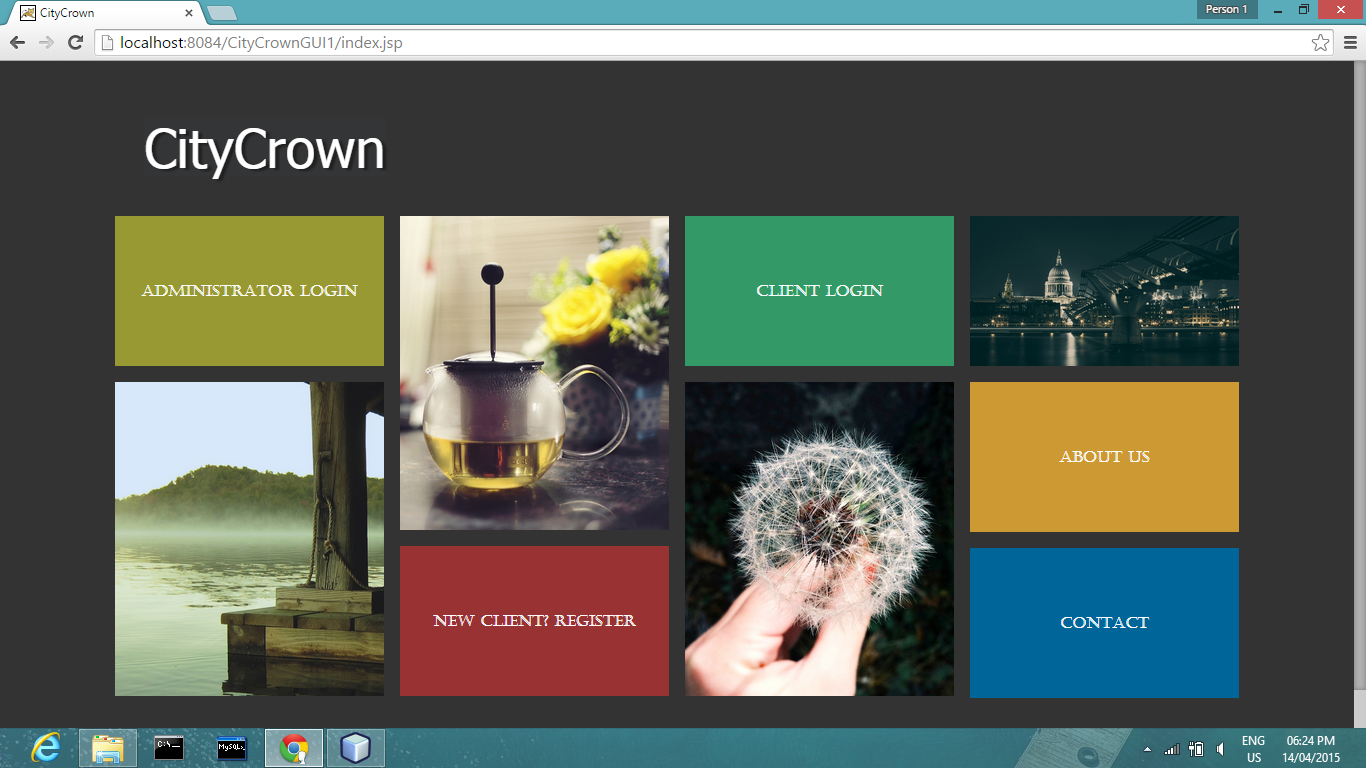 CityCrown
Person 1
localhost:8084/CityCrownGUI1/index.jsp
CityCrown
ADMINISTRATOR LOGIN
CLIENT LOGIN
ABOUT US
NEW CLIENT? REGISTER
CONTACT
C:\._
MySQL>
ENG
US
06:24 PM
14/04/2015